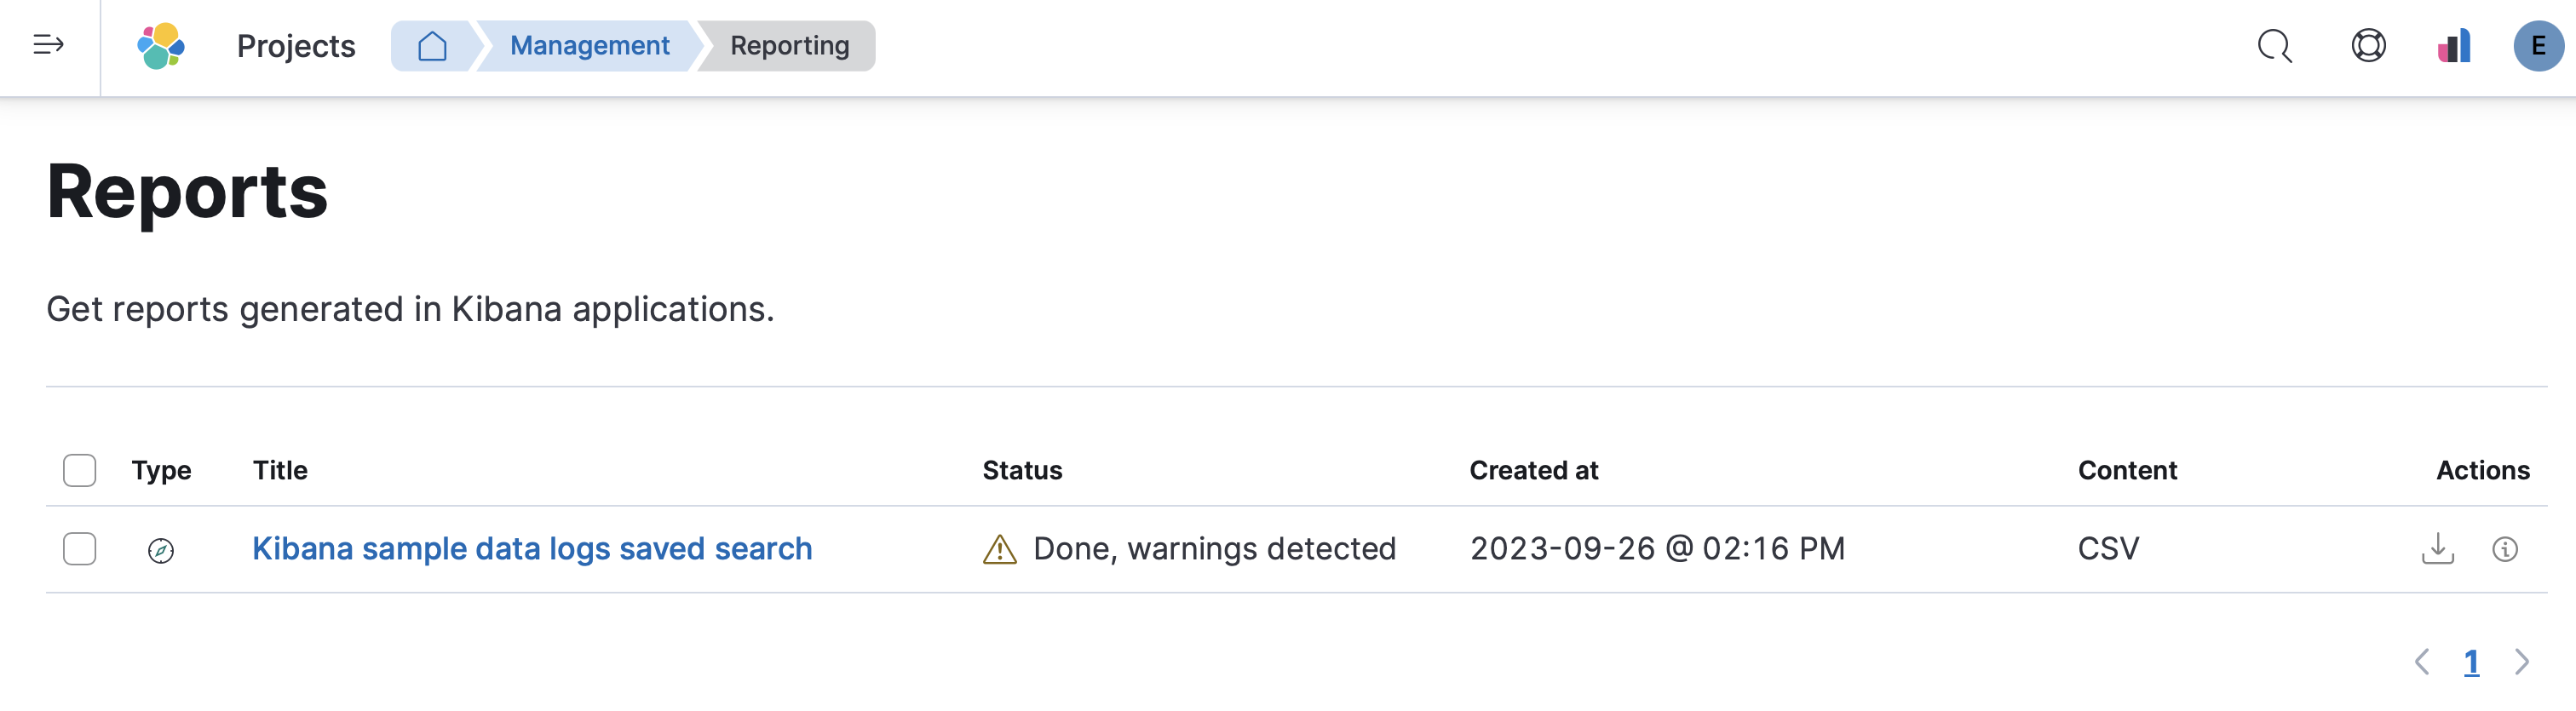 Projects Management Reporting E
Reports
Get reports generated in Kibana applications.
Type Title Status Created at Content Actions
Kibana sample data logs saved search Done, warnings detected 2023-09-26 @ 02:16 PM CSV
1